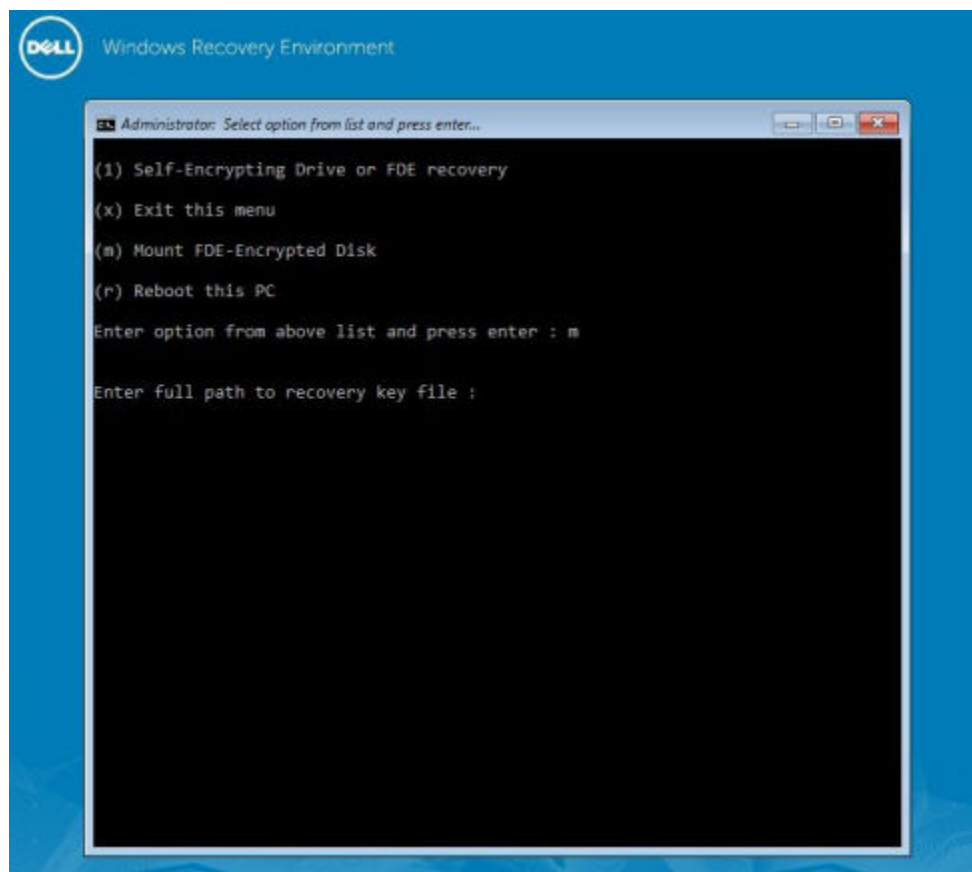 DELL
Windows Recovery Environment
Administrator: Select option from list and press enter...
(1) Self-Encrypting Drive or FDE recovery
(x) Exit this menu
(m) Mount FDE-Encrypted Disk
(r) Reboot this PC
Enter option from above list and press enter : m
Enter full path to recovery key file :